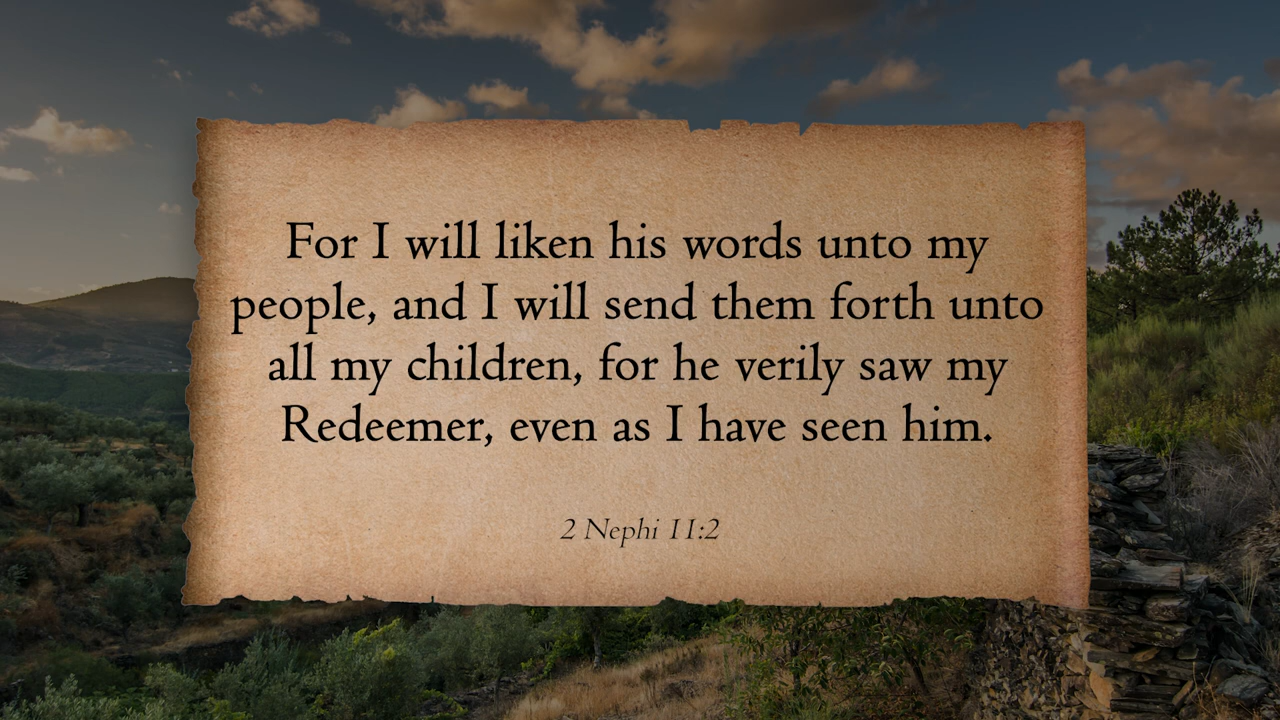 For I will liken his words unto my
people, and I will send them forth unto
all my children, for he verily saw my
Redeemer, even as I have seen him.
2 Nephi 11:2